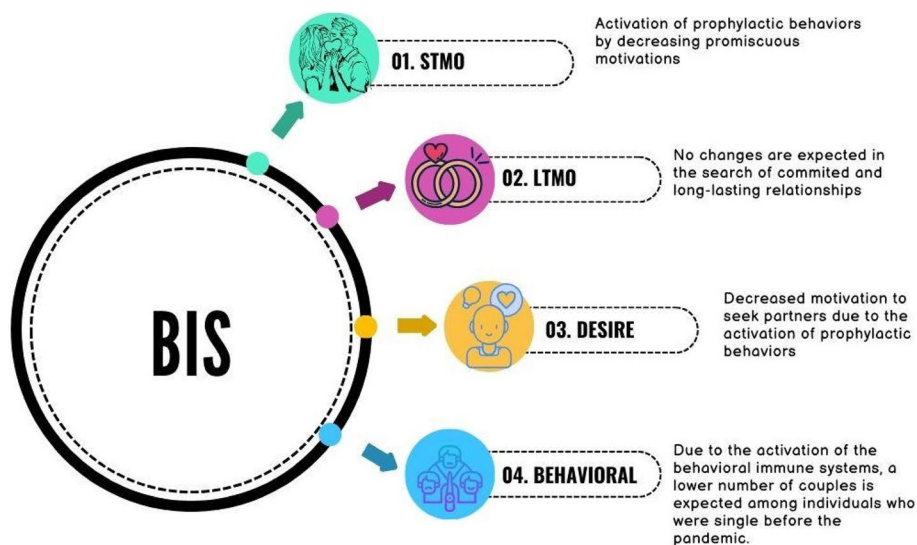 Activation of prophylactic behaviors
by decreasing promiscuous
motivations
01. STMO
No changes are expected in
the search of commited and
long-lasting relationships
02. LTMO
BIS
Decreased motivation to
seek partners due to the
activation of prophylactic
behaviors
03. DESIRE
Due to the activation of the
behavioral immune systems, a
lower number of couples is
expected among individuals who
were single before the
pandemic.
04. BEHAVIORAL